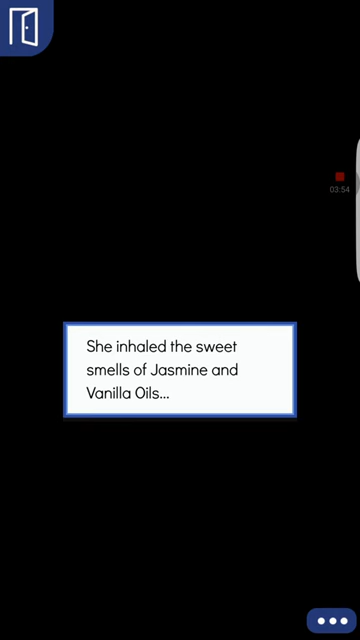 03:54
She inhaled the sweet
smells of Jasmine and
Vanilla Oils...